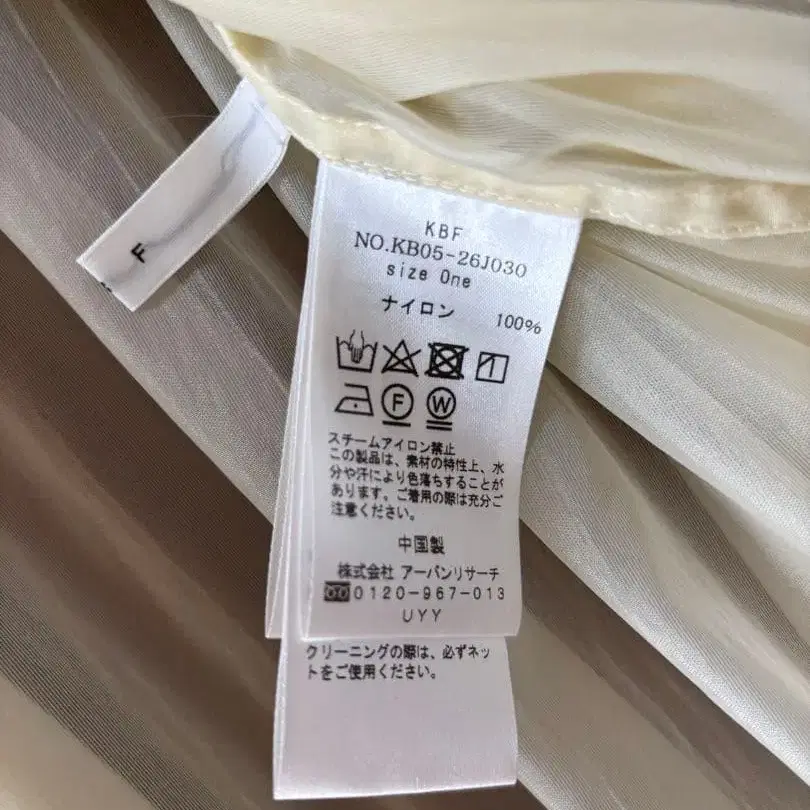 F
KBF
NO.KB05-26J030
size One
ナイロン 100%
F W
スチームアイロン禁止
この製品は、素材の特性上、水
分や汗により色落ちすることが
あります。ご着用の際は充分ご
注意ください。
中国製
株式会社 アーバンリサーチ
0120-967-013
UYY
クリーニングの際は、必ずネッ
トをご使用ください。